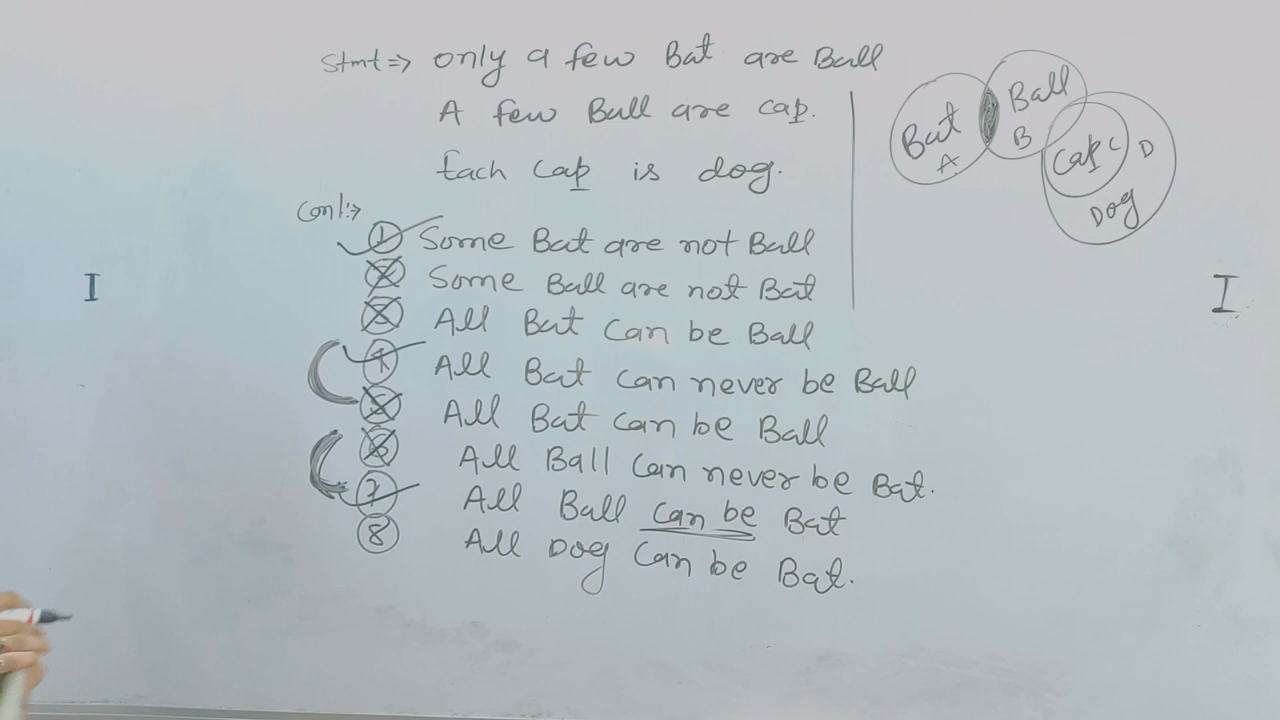 Stmt => only a few Bat are Ball
A few Ball are cap.
Each Cap is dog.
Conl:->
1 Some Bat are not Ball
2 Some Ball are not Bat
3 All Bat Can be Ball
4 All Bat can never be Ball
5 All Bat can be Ball
6 All Ball can never be Bat.
7 All Ball can be Bat
8 All Dog can be Bat.
Bat A
Ball B
Cap C
D
Dog
I
I